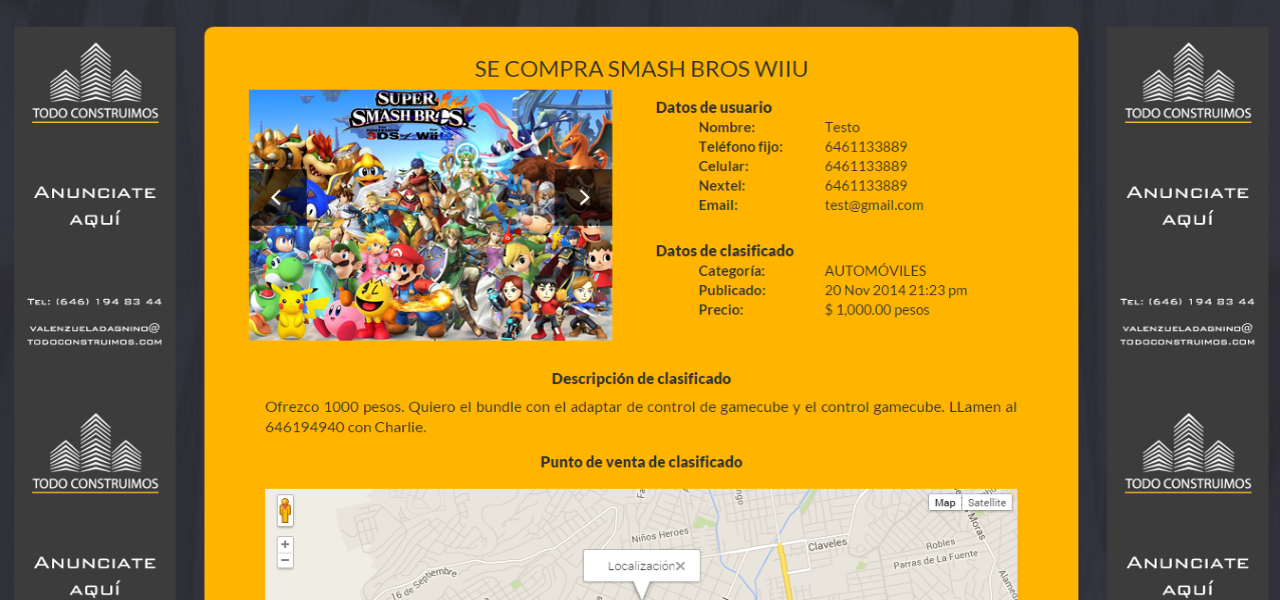 TODO CONSTRUIMOS
ANUNCIATE
AQUÍ
TEL: (646) 194 83 44
VALENZUELADAGNINO@
TODOCONSTRUIMOS.COM
TODO CONSTRUIMOS
ANUNCIATE
AQUÍ
SE COMPRA SMASH BROS WIIU
SUPER
SMASH BROS.
FOR NINTENDO 3DS FOR WiiU
Datos de usuario
Nombre: Testo
Teléfono fijo: 6461133889
Celular: 6461133889
Nextel: 6461133889
Email: test@gmail.com
Datos de clasificado
Categoría: AUTOMÓVILES
Publicado: 20 Nov 2014 21:23 pm
Precio: $ 1,000.00 pesos
Descripción de clasificado
Ofrezco 1000 pesos. Quiero el bundle con el adaptar de control de gamecube y el control gamecube. LLamen al
646194940 con Charlie.
Punto de venta de clasificado
Map Satellite
Niños Heroes
Claveles
Robles
Parras de La Fuente
Moras
Localización
16 de Septiembre
TODO CONSTRUIMOS
ANUNCIATE
AQUÍ
TEL: (646) 194 83 44
VALENZUELADAGNINO@
TODOCONSTRUIMOS.COM
TODO CONSTRUIMOS
ANUNCIATE
AQUÍ